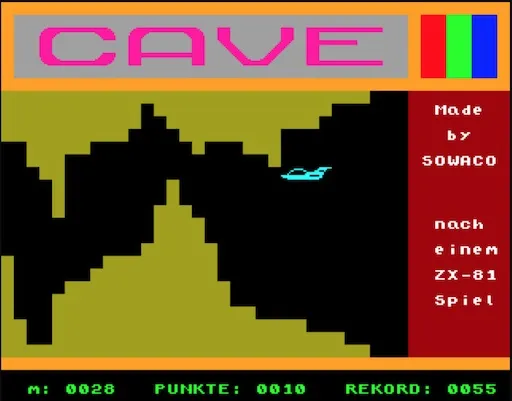 CAVE
Made
by
SOWACO
nach
einem
ZX-81
Spiel
m: 0028 PUNKTE: 0010 REKORD: 0055